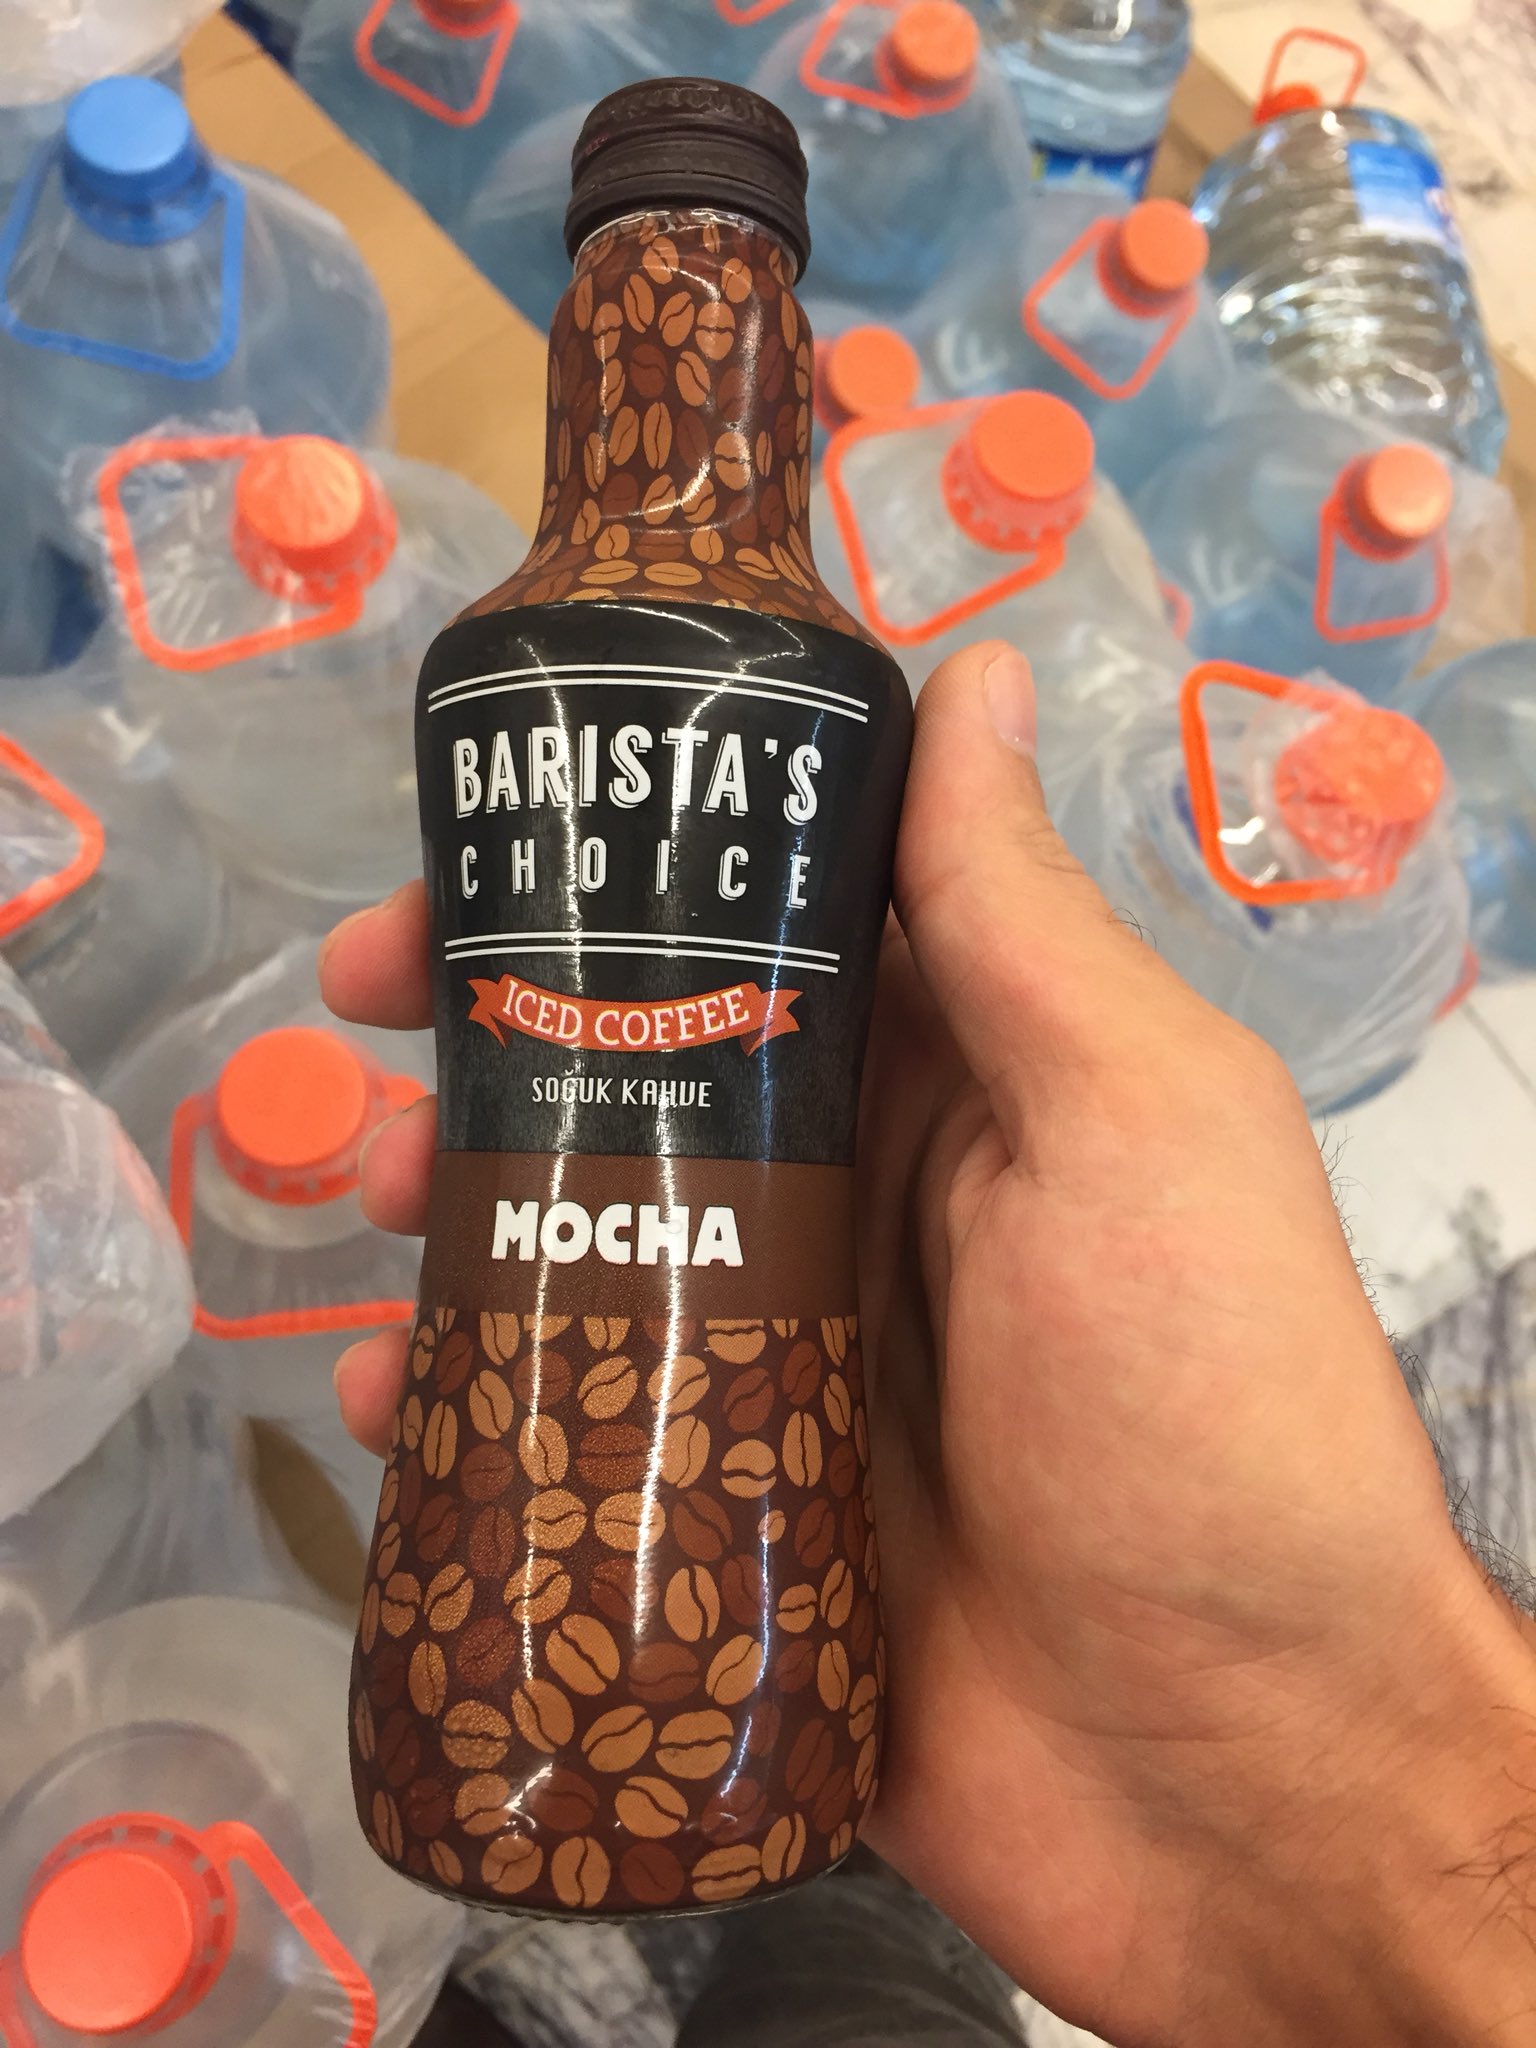 BARISTA'S
CHOICE
ICED COFFEE
SOĞUK KAHVE
MOCHA